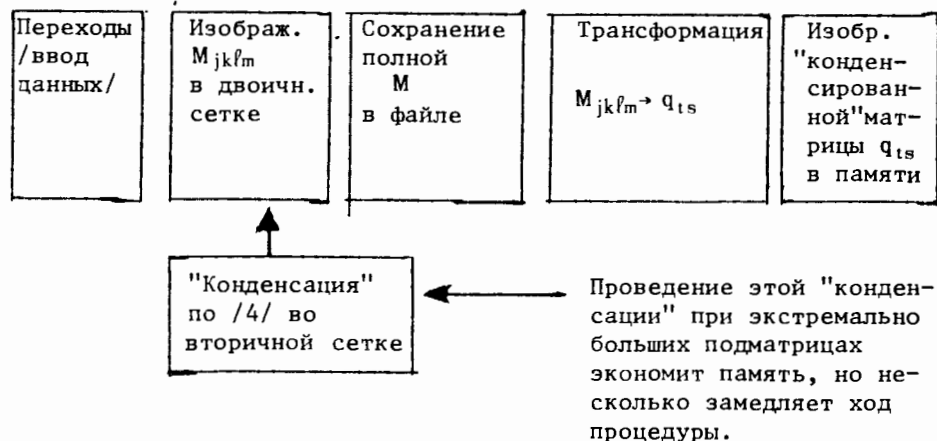 Переходы
/ввод
данных/
Изображ.
M_jkℓm
в двоичн.
сетке
Сохранение
полной
M
в файле
Трансформация
M_jkℓm → q_ts
Изобр.
"конден-
сирован-
ной"мат-
рицы q_ts
в памяти
"Конденсация"
по /4/ во
вторичной сетке
Проведение этой "конден-
сации" при экстремально
больших подматрицах
экономит память, но не-
сколько замедляет ход
процедуры.